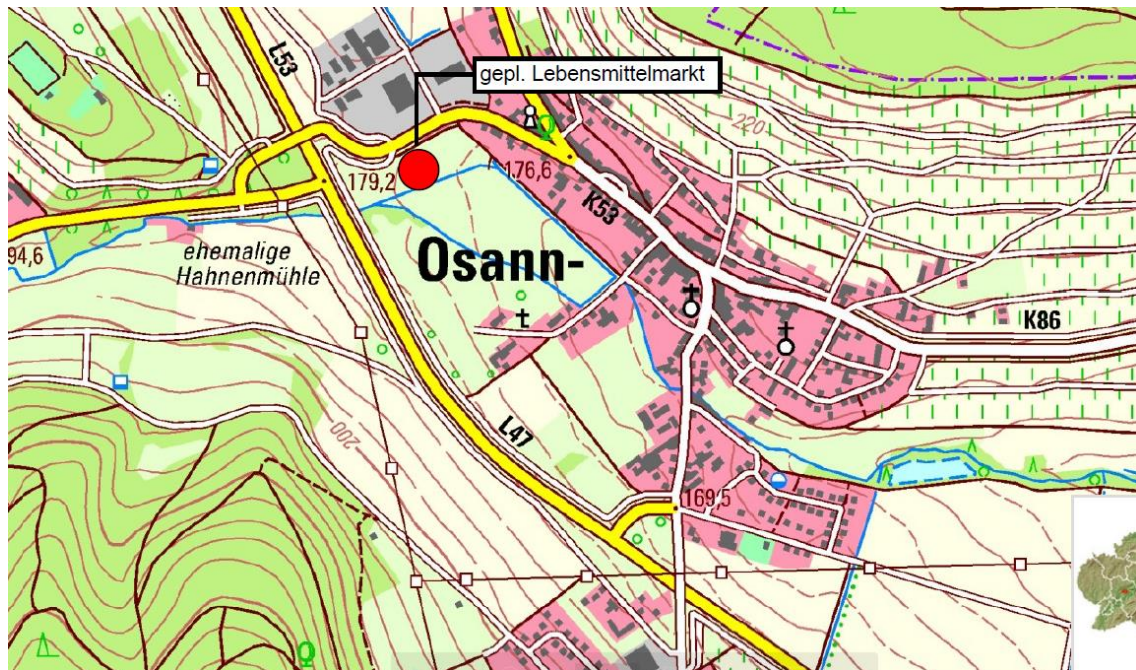 L53
gepl. Lebensmittelmarkt
220
179,2
176,6
K53
94,6
ehemalige
Hahnenmühle
Osann-
K86
200
L47
169,5